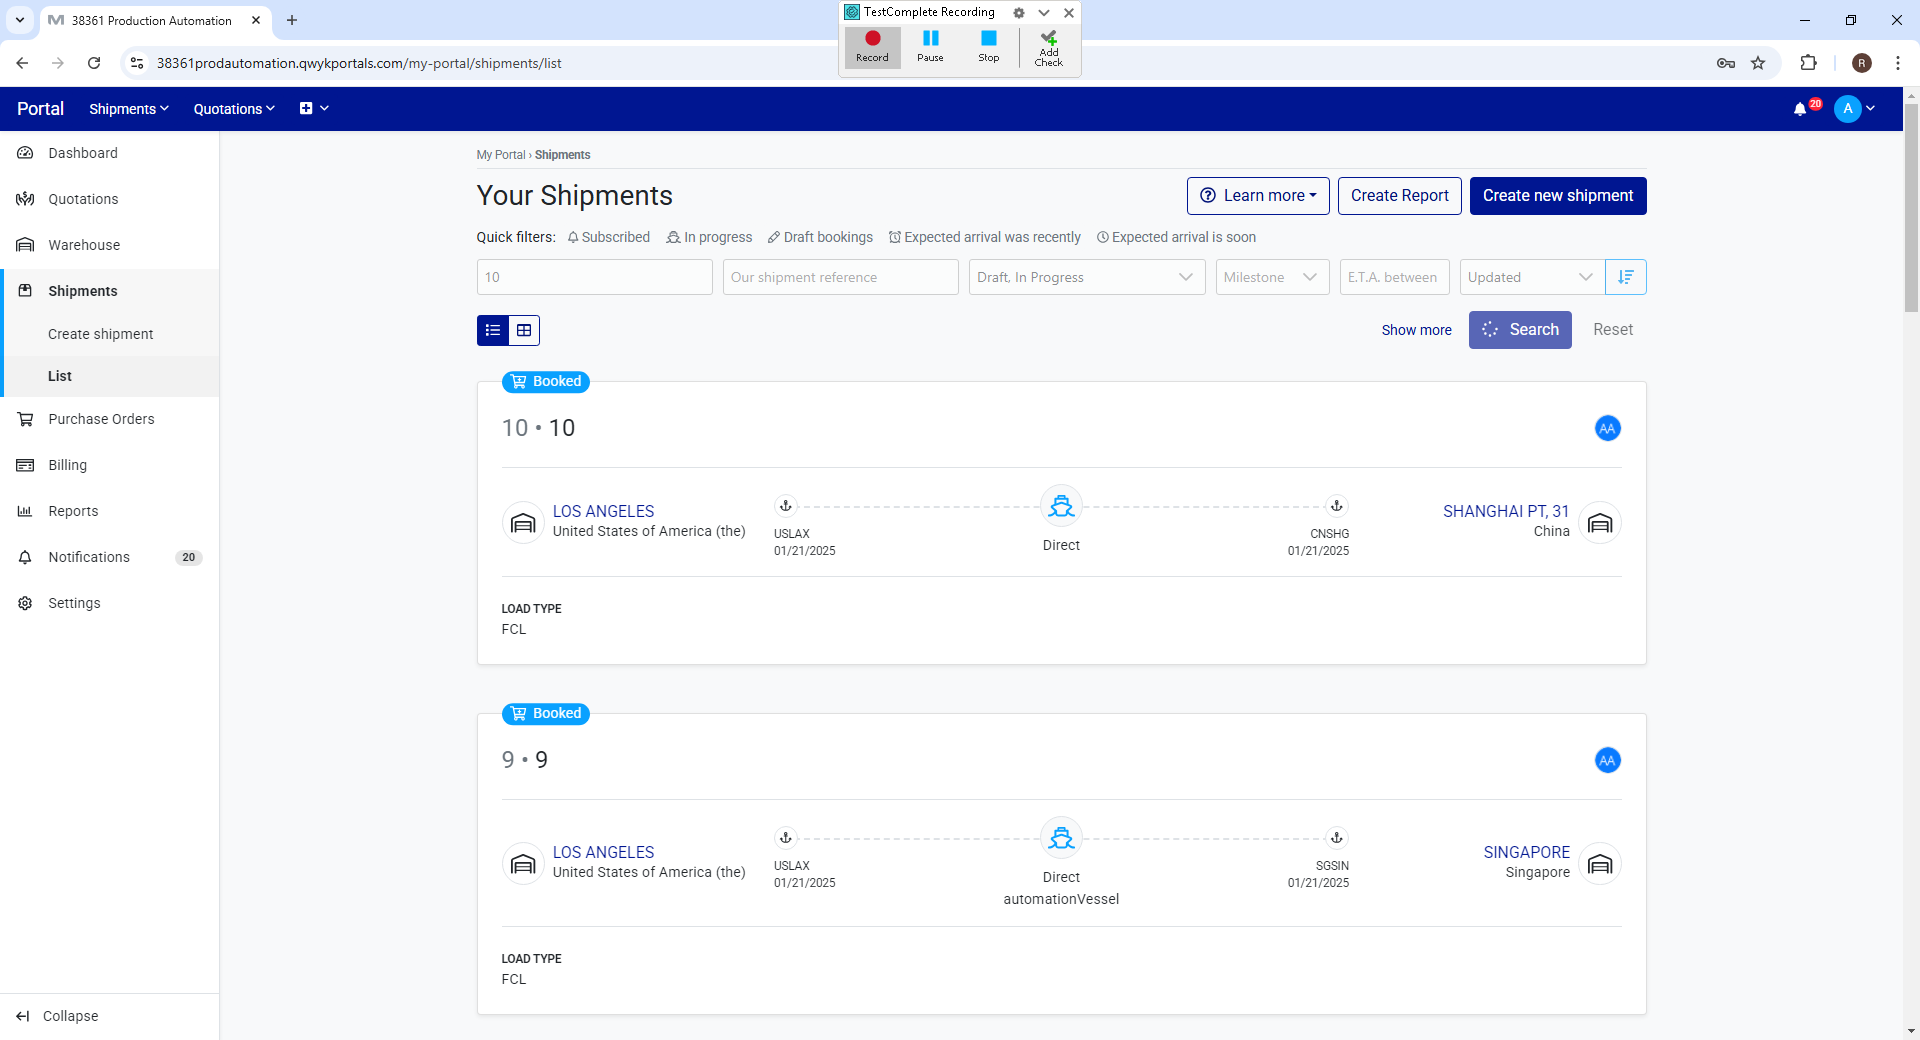 38361 Production Automation
TestComplete Recording
Record
Pause
Stop
Add Check
38361prodautomation.qwykportals.com/my-portal/shipments/list
R
Portal
Shipments
Quotations
20
A
Dashboard
Quotations
Warehouse
Shipments
Create shipment
List
Purchase Orders
Billing
Reports
Notifications
20
Settings
Collapse
My Portal › Shipments
Your Shipments
Learn more
Create Report
Create new shipment
Quick filters: Subscribed In progress Draft bookings Expected arrival was recently Expected arrival is soon
10
Our shipment reference
Draft, In Progress
Milestone
E.T.A. between
Updated
Show more
Search
Reset
Booked
10 • 10
AA
LOS ANGELES
United States of America (the)
USLAX
01/21/2025
Direct
CNSHG
01/21/2025
SHANGHAI PT, 31
China
LOAD TYPE
FCL
Booked
9 • 9
AA
LOS ANGELES
United States of America (the)
USLAX
01/21/2025
Direct
automationVessel
SGSIN
01/21/2025
SINGAPORE
Singapore
LOAD TYPE
FCL